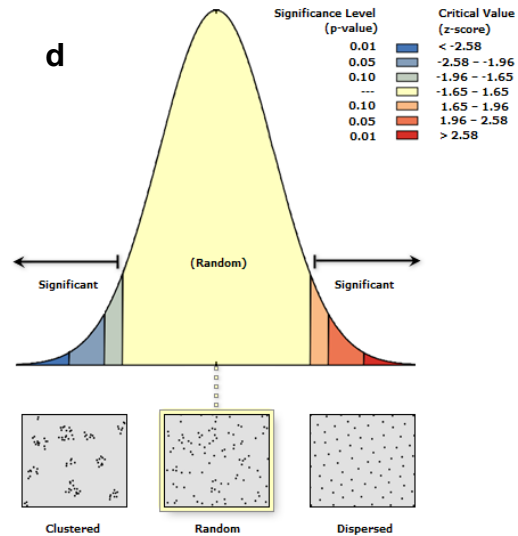 d
Significance Level
(p-value)
Critical Value
(z-score)
0.01 < -2.58
0.05 -2.58 – -1.96
0.10 -1.96 – -1.65
--- -1.65 – 1.65
0.10 1.65 – 1.96
0.05 1.96 – 2.58
0.01 > 2.58
(Random)
Significant
Significant
Clustered
Random
Dispersed